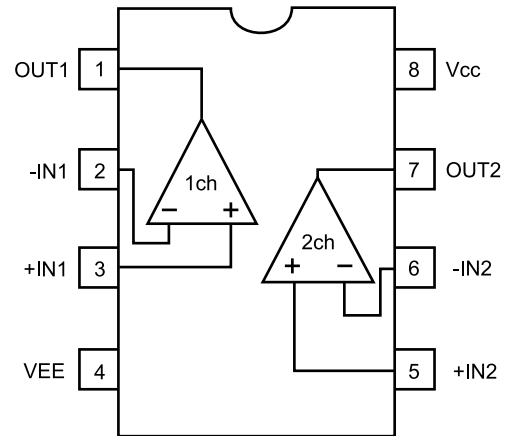 OUT1 1 8 Vcc
-IN1 2 7 OUT2
1ch
− +
2ch
+ −
+IN1 3 6 -IN2
VEE 4 5 +IN2